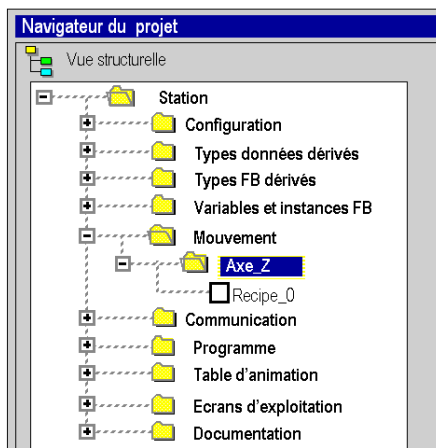 Navigateur du projet
Vue structurelle
Station
Configuration
Types données dérivés
Types FB dérivés
Variables et instances FB
Mouvement
Axe_Z
Recipe_0
Communication
Programme
Table d'animation
Ecrans d'exploitation
Documentation